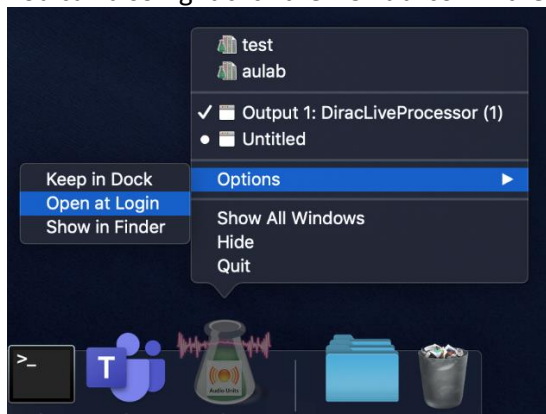 test
aulab
Output 1: DiracLiveProcessor (1)
Untitled
Options
Keep in Dock
Open at Login
Show in Finder
Show All Windows
Hide
Quit
>_
T
Audio Units